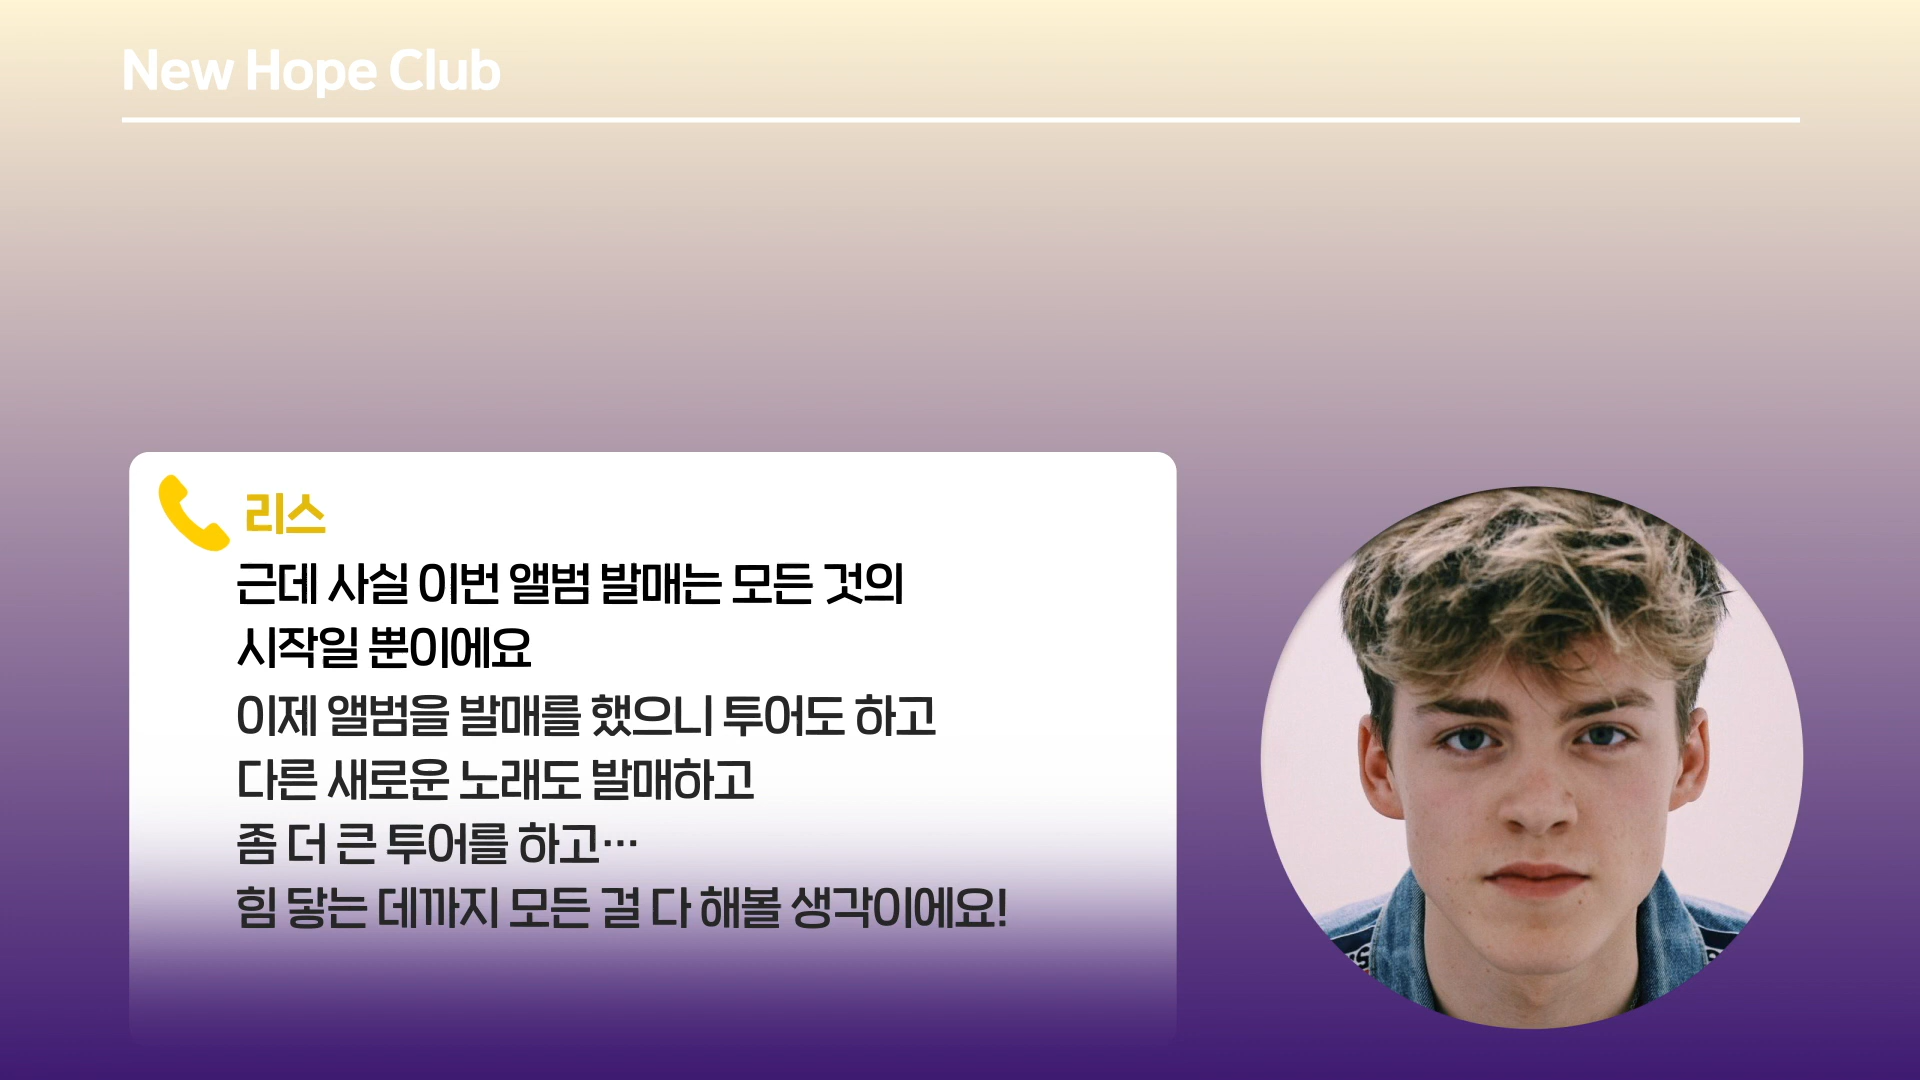 New Hope Club
리스
근데 사실 이번 앨범 발매는 모든 것의
시작일 뿐이에요
이제 앨범을 발매를 했으니 투어도 하고
다른 새로운 노래도 발매하고
좀 더 큰 투어를 하고…
힘 닿는 데까지 모든 걸 다 해볼 생각이에요!